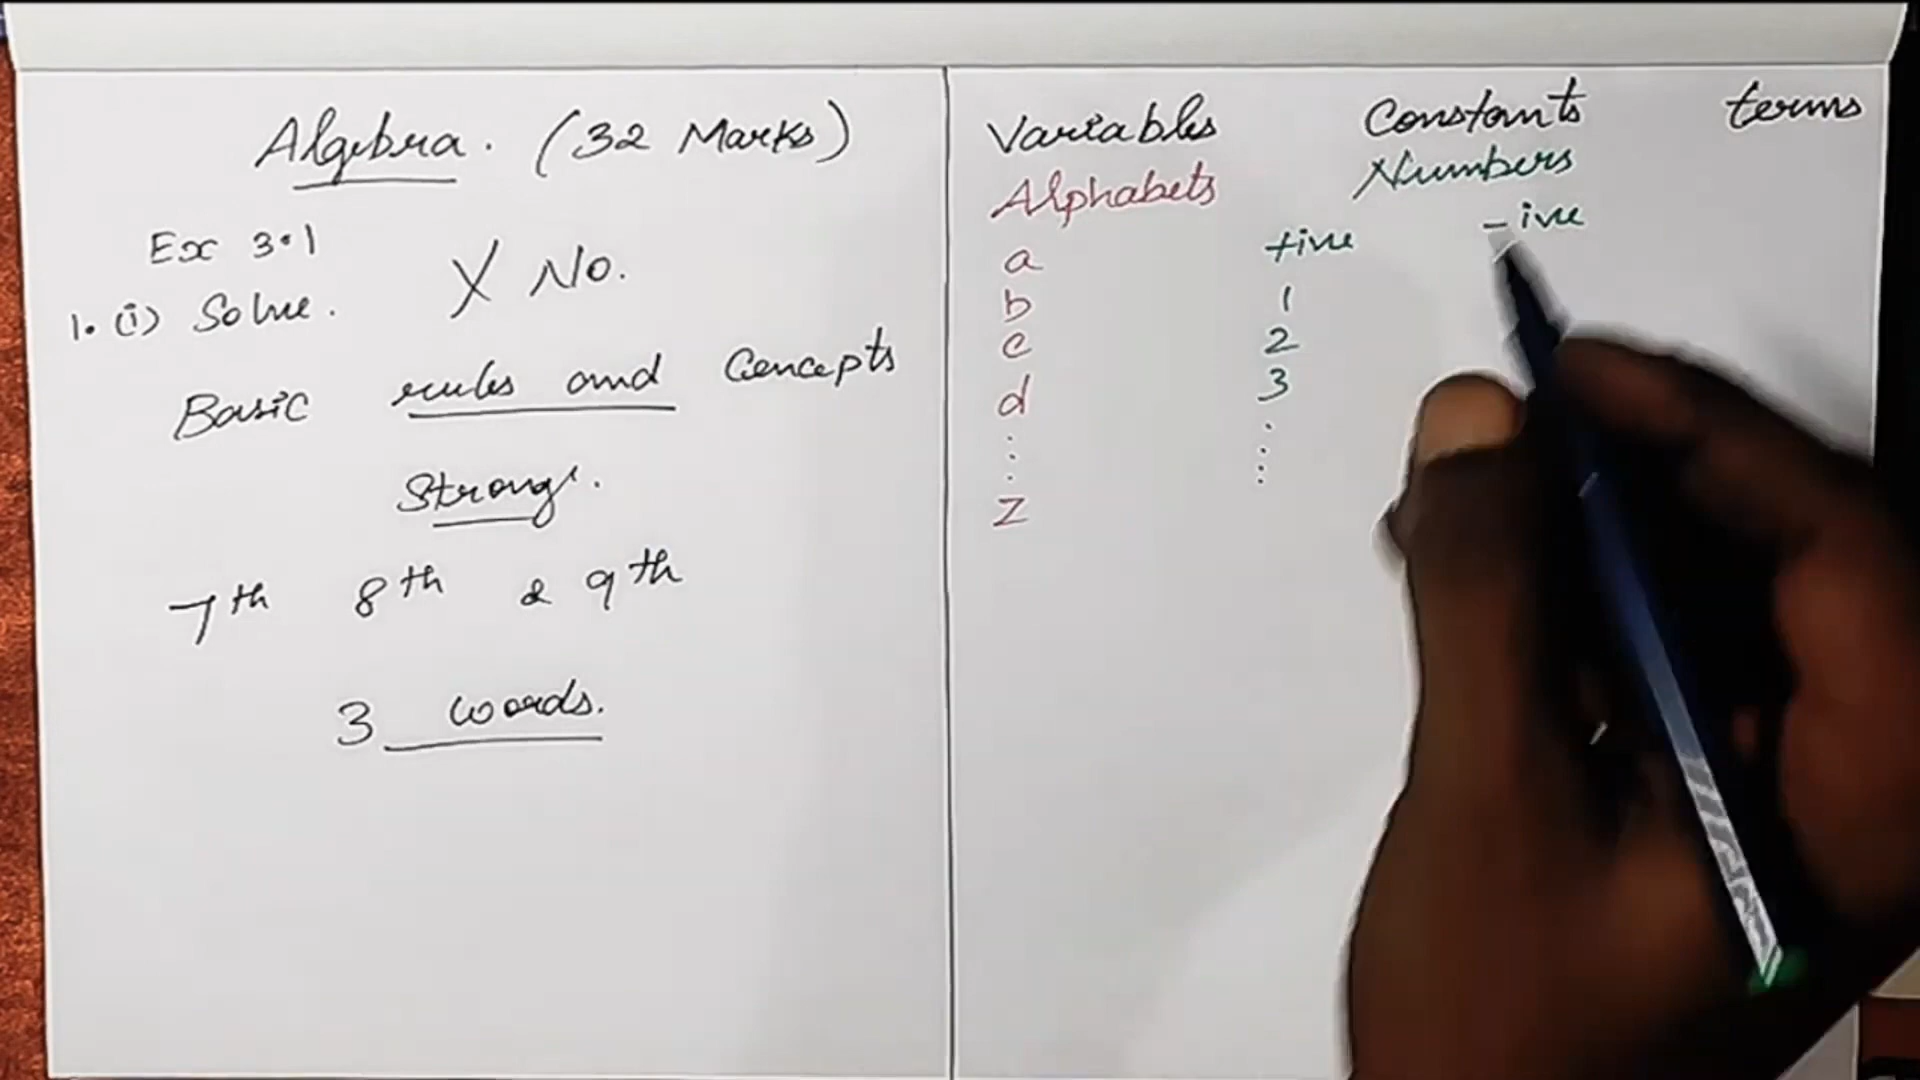 Algebra. (32 Marks)
Ex 3.1
1. (i) Solve. X No.
Basic rules and Concepts
Strong.
7th 8th & 9th
3 words.
Variables Constants terms
Alphabets Numbers
+ive -ive
a
b 1
c 2
d 3
z